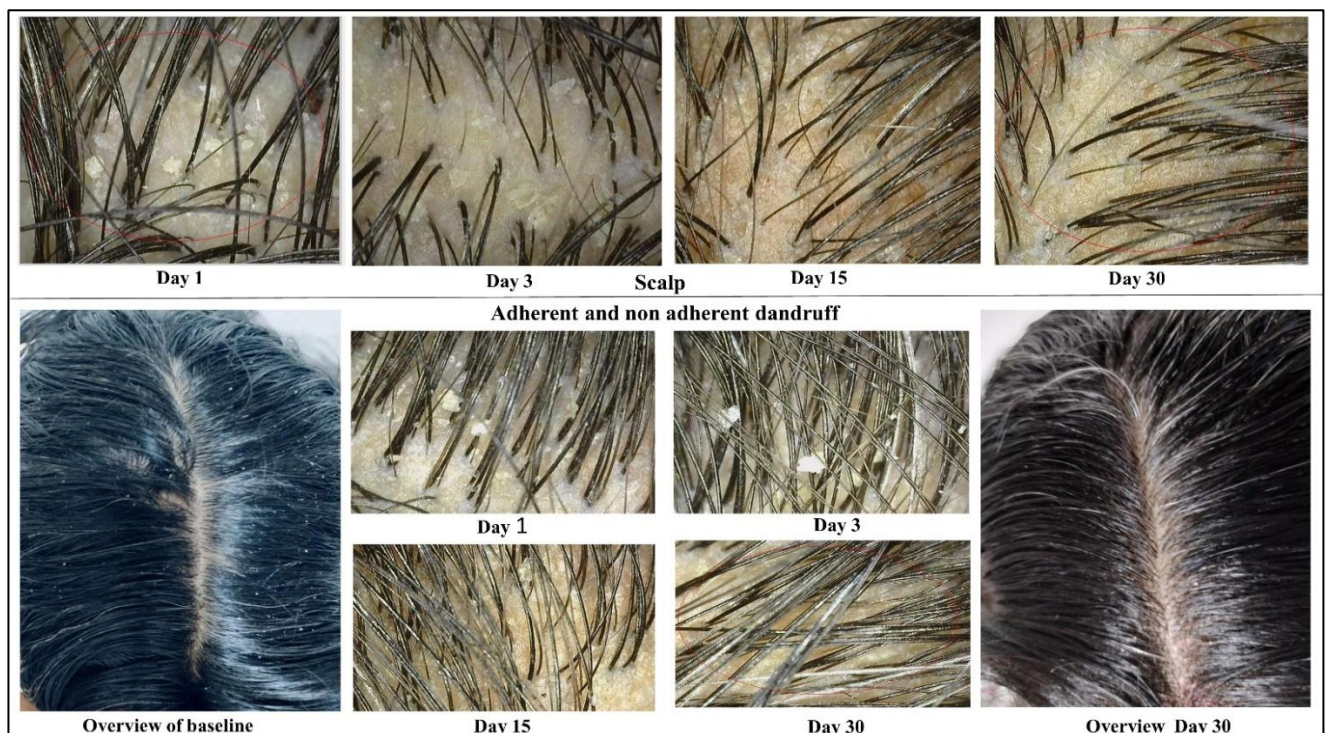 Day 1
Day 3
Scalp
Day 15
Day 30
Adherent and non adherent dandruff
Day 1
Day 3
Day 15
Day 30
Overview of baseline
Overview Day 30